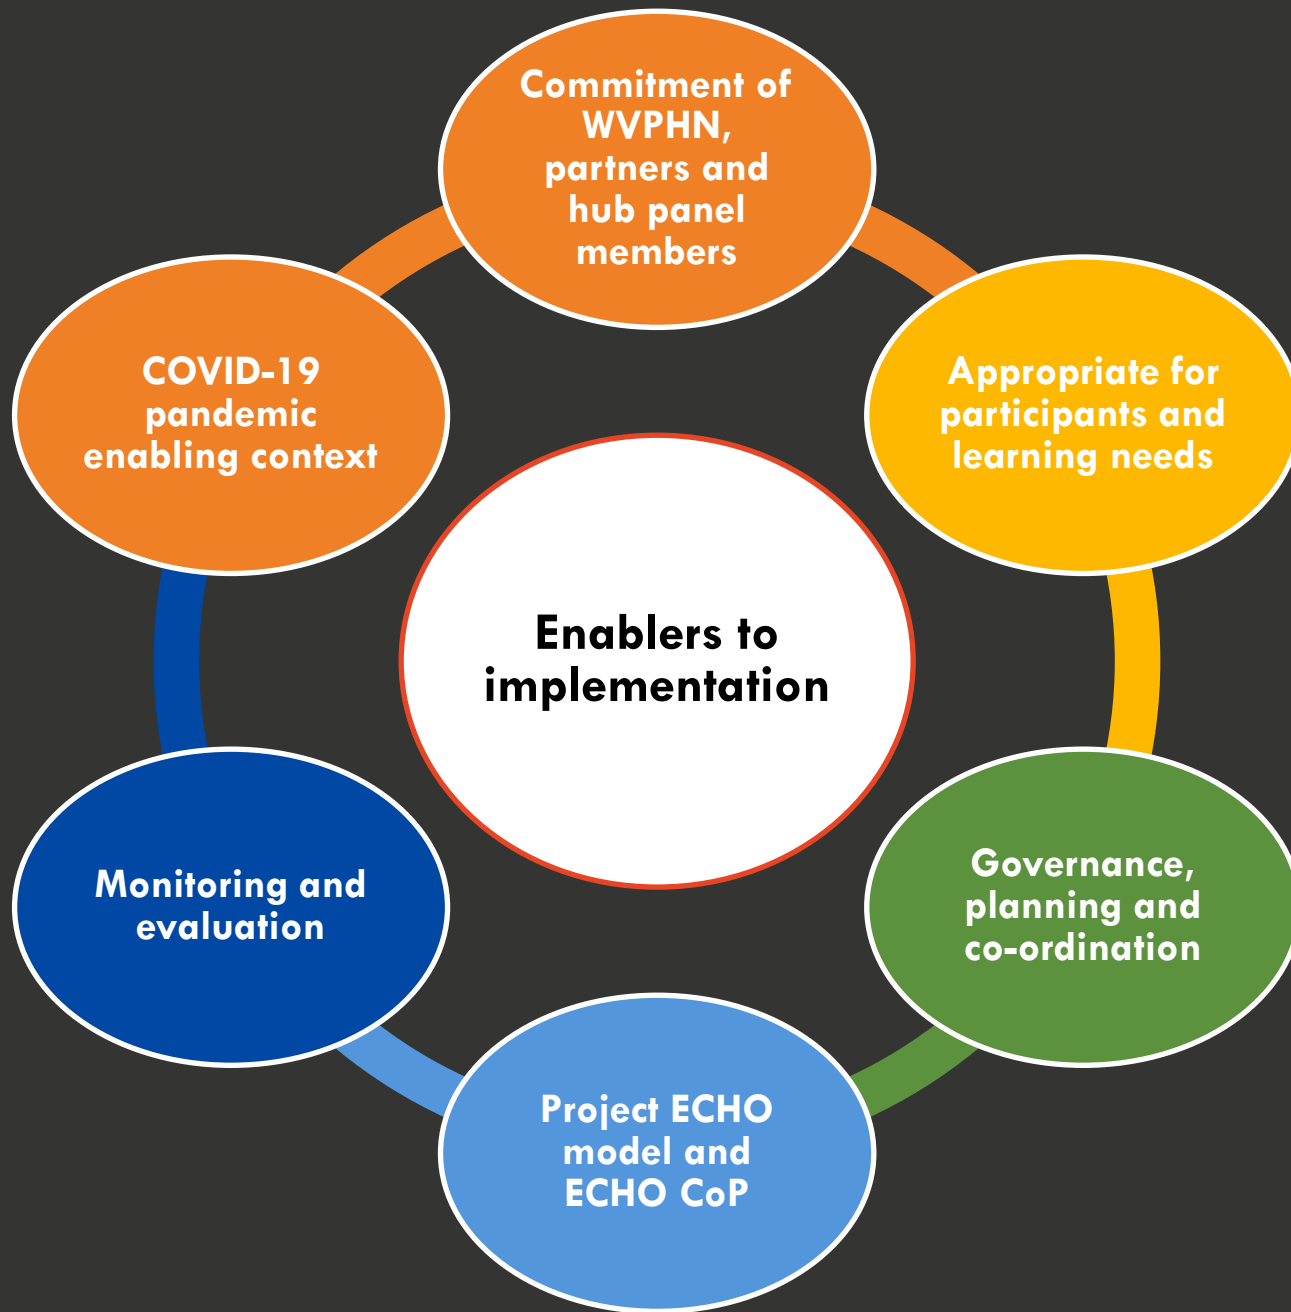 Commitment of
WVPHN,
partners and
hub panel
members
COVID-19
pandemic
enabling context
Appropriate for
participants and
learning needs
Enablers to
implementation
Monitoring and
evaluation
Governance,
planning and
co-ordination
Project ECHO
model and
ECHO CoP